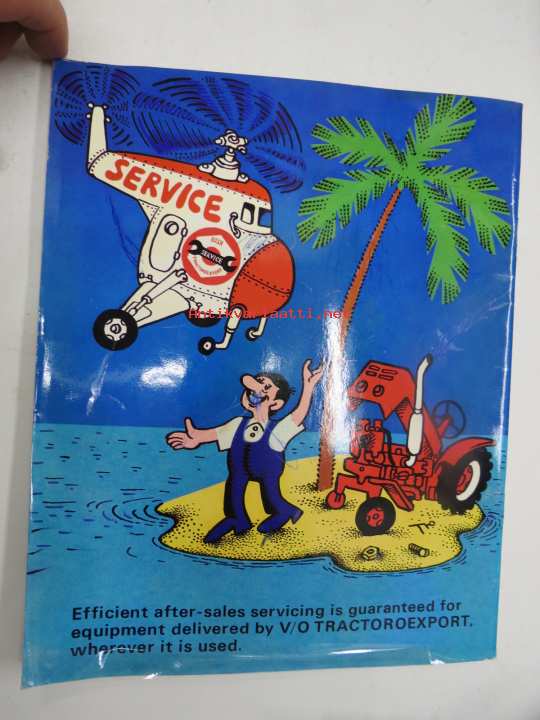 SERVICE
SERVICE
Antikvariaatti.net
Efficient after-sales servicing is guaranteed for
equipment delivered by V/O TRACTOROEXPORT,
wherever it is used.